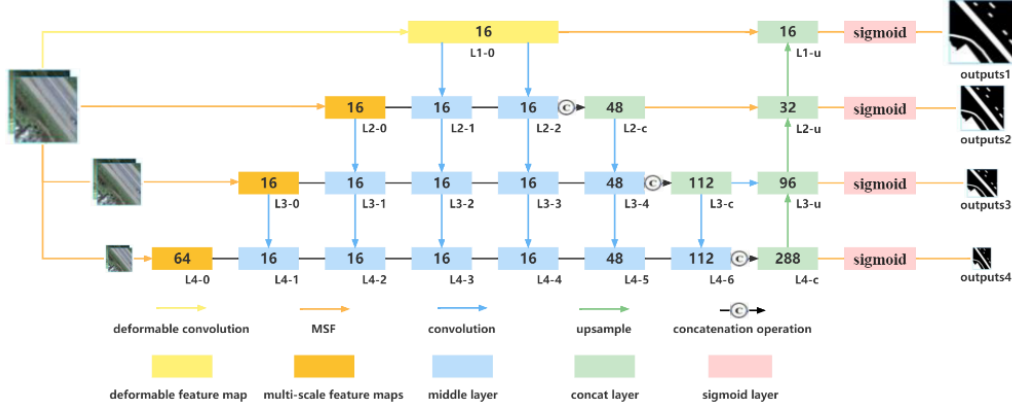 16 16 sigmoid
L1-0 L1-u
outputs1
16 16 16 c 48 32 sigmoid
L2-0 L2-1 L2-2 L2-c L2-u outputs2
16 16 16 16 48 c 112 96 sigmoid
L3-0 L3-1 L3-2 L3-3 L3-4 L3-c L3-u outputs3
64 16 16 16 16 48 112 c 288 sigmoid
L4-0 L4-1 L4-2 L4-3 L4-4 L4-5 L4-6 L4-c outputs4
c
deformable convolution MSF convolution upsample concatenation operation
deformable feature map multi-scale feature maps middle layer concat layer sigmoid layer